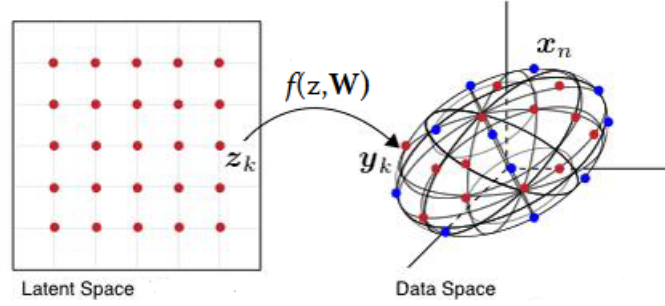 x_n
f(z,W)
z_k
y_k
Latent Space
Data Space